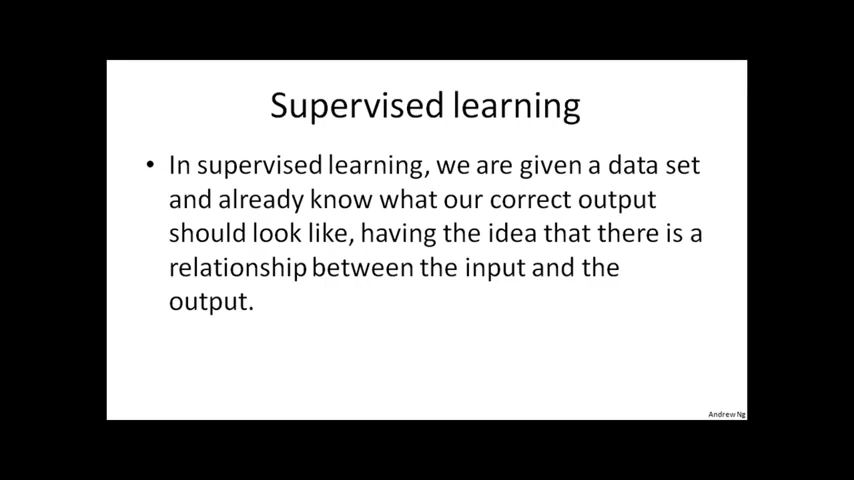 Supervised learning
• In supervised learning, we are given a data set
and already know what our correct output
should look like, having the idea that there is a
relationship between the input and the
output.
Andrew Ng